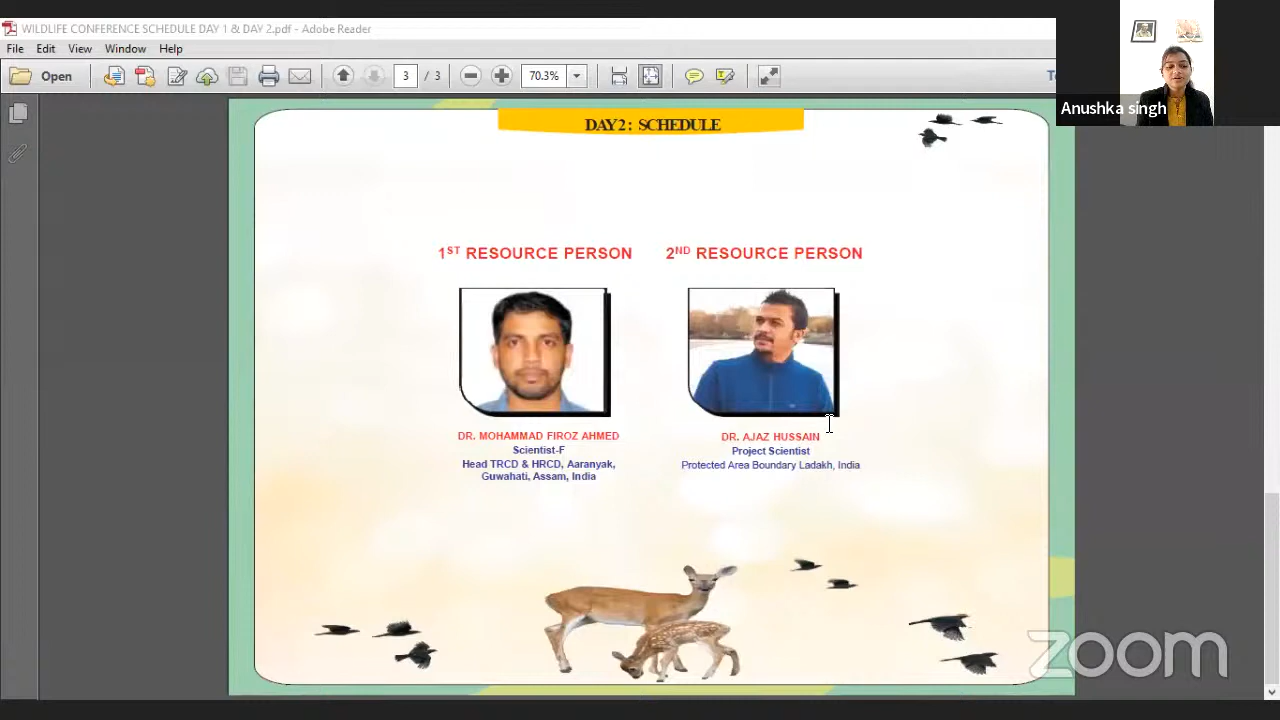 WILDLIFE CONFERENCE SCHEDULE DAY 1 & DAY 2.pdf - Adobe Reader
File Edit View Window Help
Open 3 / 3 70.3%
Anushka singh
DAY 2 : SCHEDULE
1ST RESOURCE PERSON
2ND RESOURCE PERSON
DR. MOHAMMAD FIROZ AHMED
Scientist-F
Head TRCD & HRCD, Aaranyak,
Guwahati, Assam, India
DR. AJAZ HUSSAIN
Project Scientist
Protected Area Boundary Ladakh, India
zoom